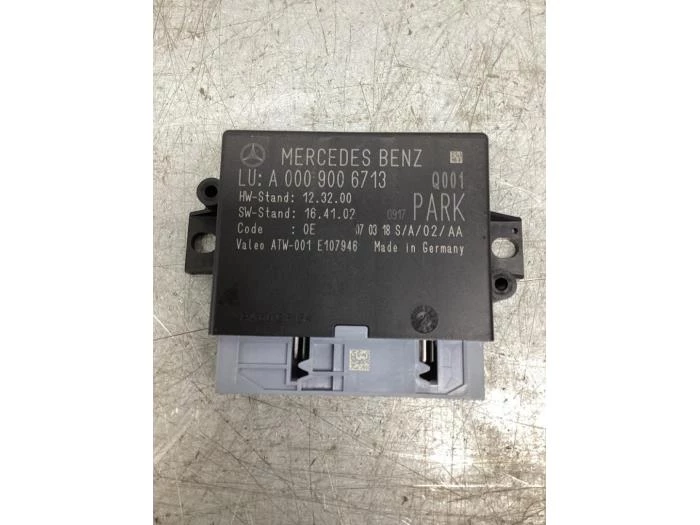 MERCEDES BENZ
LU: A 000 900 6713 Q001
HW-Stand: 12.32.00
SW-Stand: 16.41.02 0917 PARK
Code : 0E 07 03 18 S/A/02/AA
Valeo ATW-001 E107946 Made in Germany